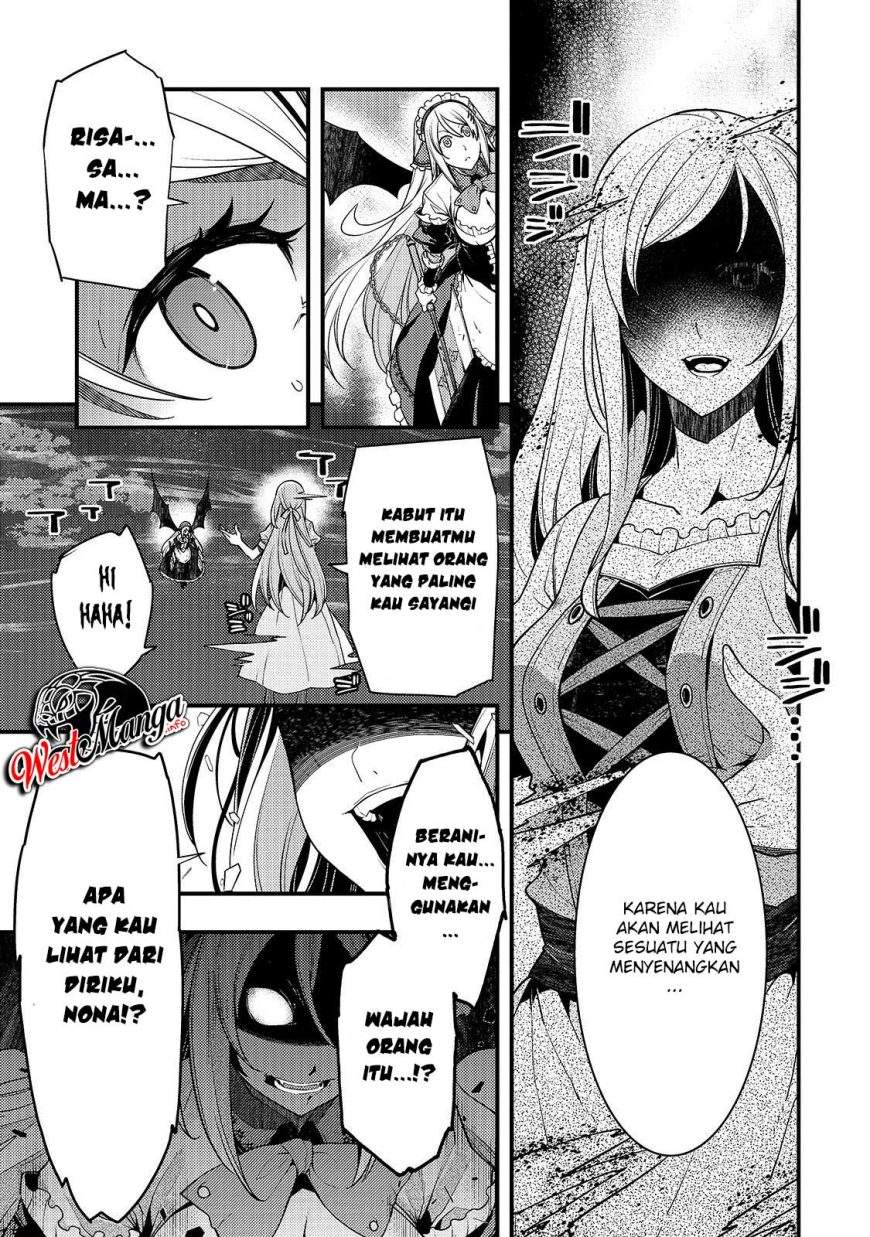 KARENA KAU
AKAN MELIHAT
SESUATU YANG
MENYENANGKAN
...
RISA-...
SA...
MA...?
KABUT ITU
MEMBUATMU
MELIHAT ORANG
YANG PALING
KAU SAYANGI
HI
HAHA!
BERANI-
NYA KAU...
MENG-
GUNAKAN
...
WAJAH
ORANG
ITU...!?
APA
YANG KAU
LIHAT DARI
DIRIKU,
NONA!?
WestManga
.info